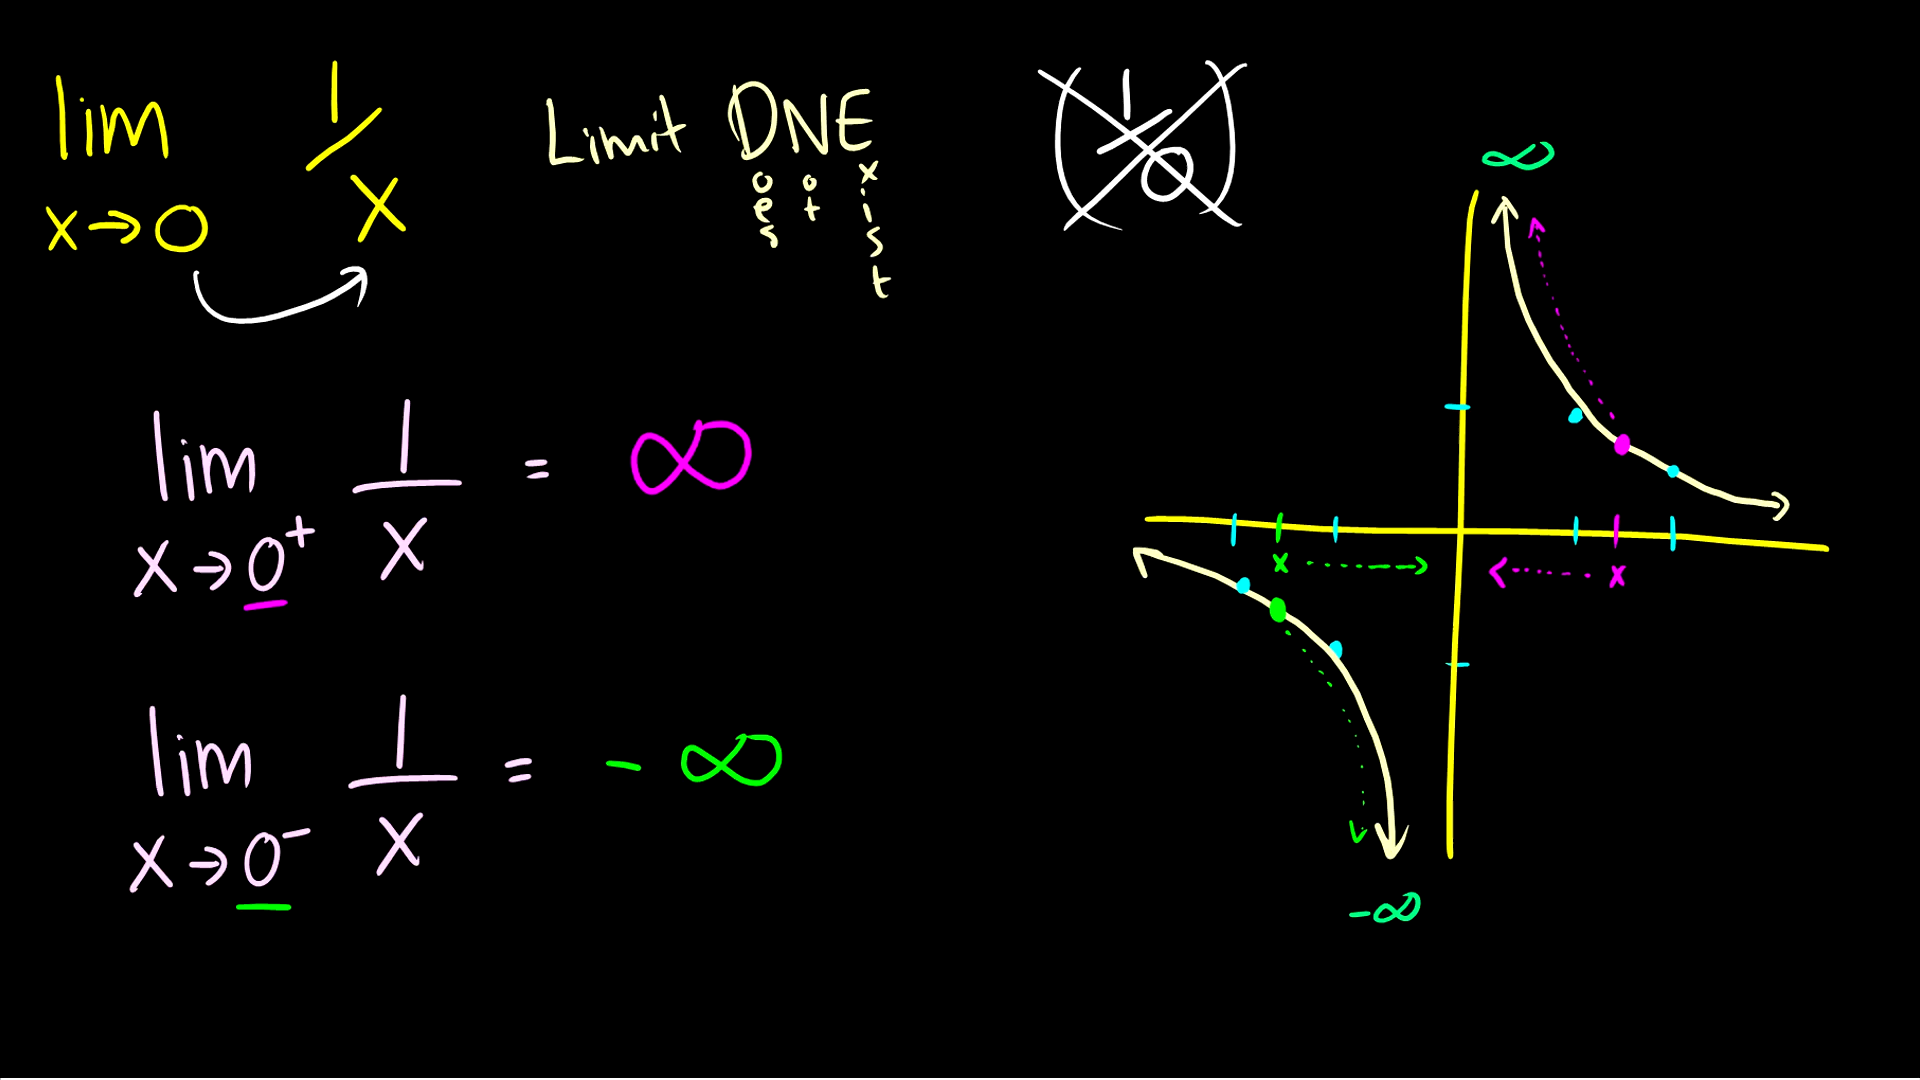 lim 1/x Limit DNE (1/0)
x→0 Does Not Exist
lim 1/x = ∞
x→0⁺
lim 1/x = - ∞
x→0⁻
∞
x x
-∞